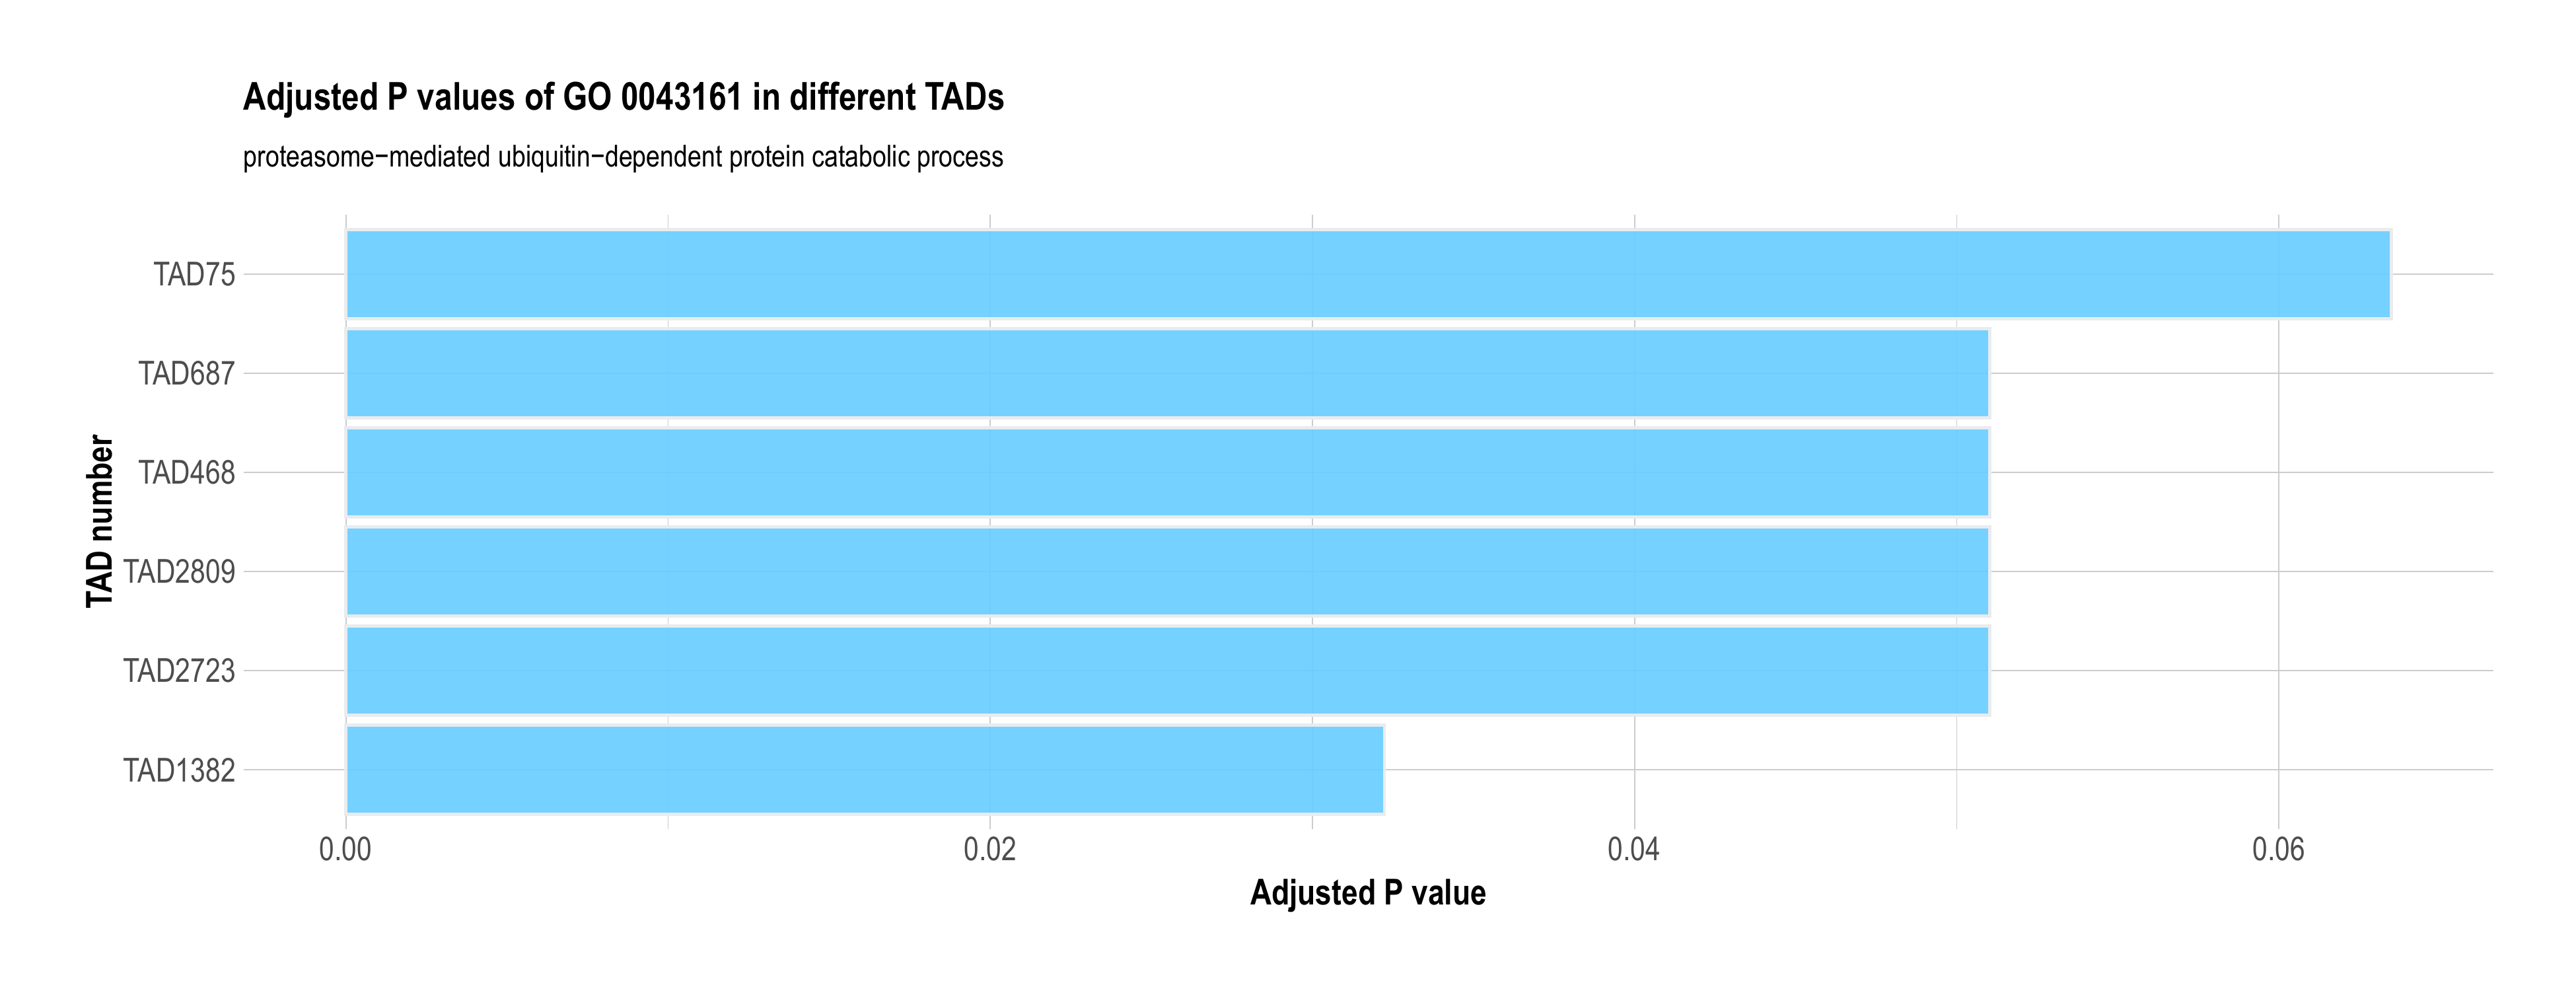 Adjusted P values of GO 0043161 in different TADs
proteasome−mediated ubiquitin−dependent protein catabolic process
TAD number
TAD75
TAD687
TAD468
TAD2809
TAD2723
TAD1382
0.00 0.02 0.04 0.06
Adjusted P value